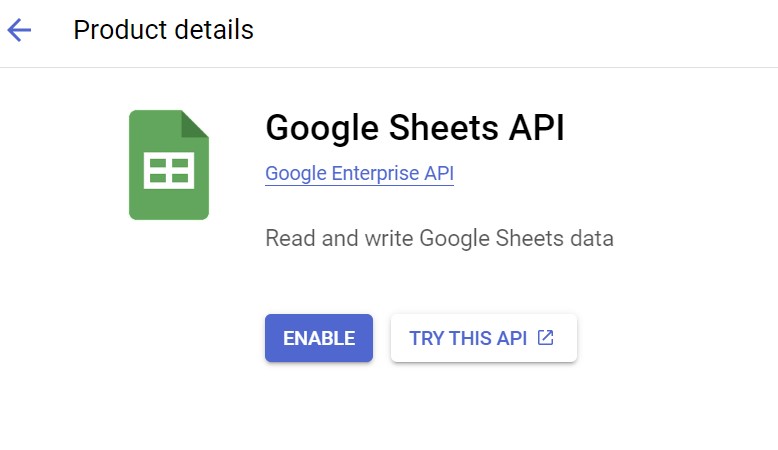 Product details
Google Sheets API
Google Enterprise API
Read and write Google Sheets data
ENABLE
TRY THIS API